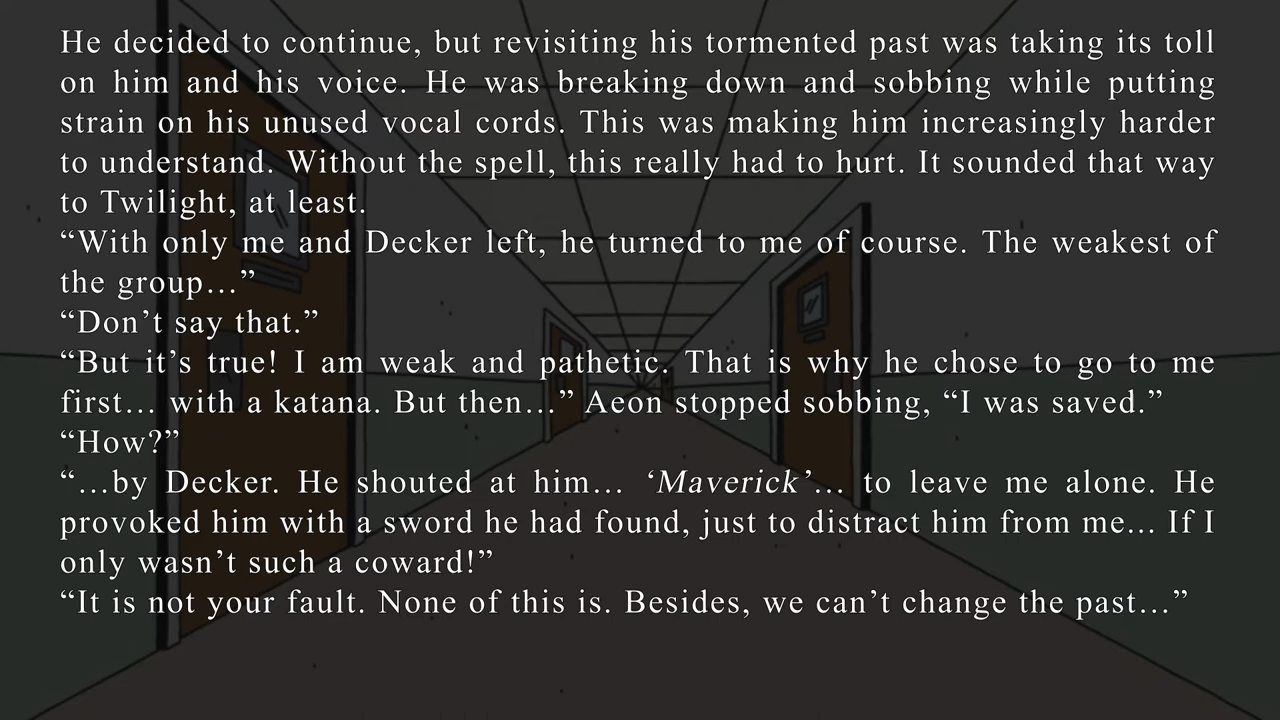 He decided to continue, but revisiting his tormented past was taking its toll
on him and his voice. He was breaking down and sobbing while putting
strain on his unused vocal cords. This was making him increasingly harder
to understand. Without the spell, this really had to hurt. It sounded that way
to Twilight, at least.
“With only me and Decker left, he turned to me of course. The weakest of
the group…”
“Don’t say that.”
“But it’s true! I am weak and pathetic. That is why he chose to go to me
first… with a katana. But then…” Aeon stopped sobbing, “I was saved.”
“How?”
“…by Decker. He shouted at him… ‘Maverick’… to leave me alone. He
provoked him with a sword he had found, just to distract him from me… If I
only wasn’t such a coward!”
“It is not your fault. None of this is. Besides, we can’t change the past…”